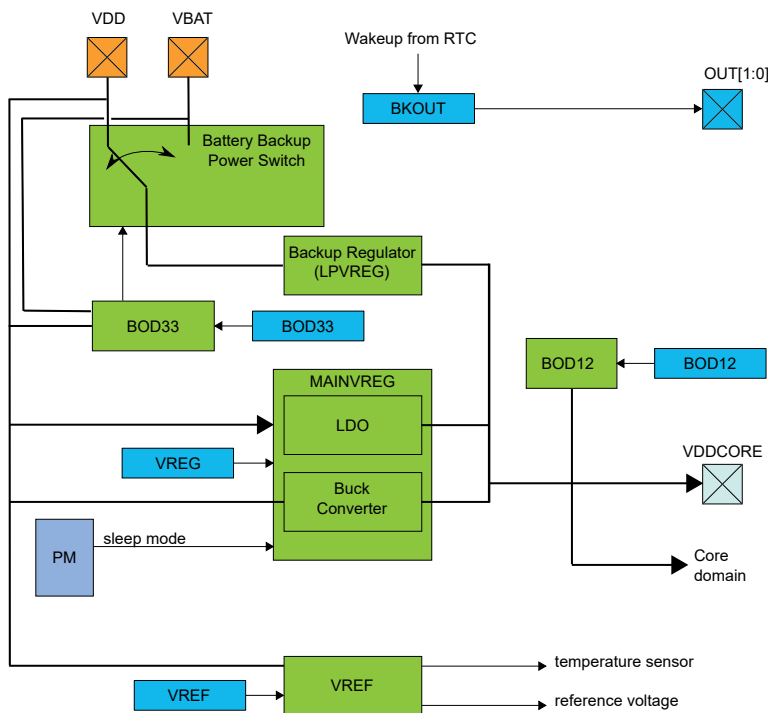 VDD
VBAT
Wakeup from RTC
OUT[1:0]
BKOUT
Battery Backup
Power Switch
Backup Regulator
(LPVREG)
BOD33
BOD33
BOD12
BOD12
MAINVREG
LDO
VREG
Buck
Converter
VDDCORE
PM
sleep mode
Core
domain
VREF
VREF
temperature sensor
reference voltage